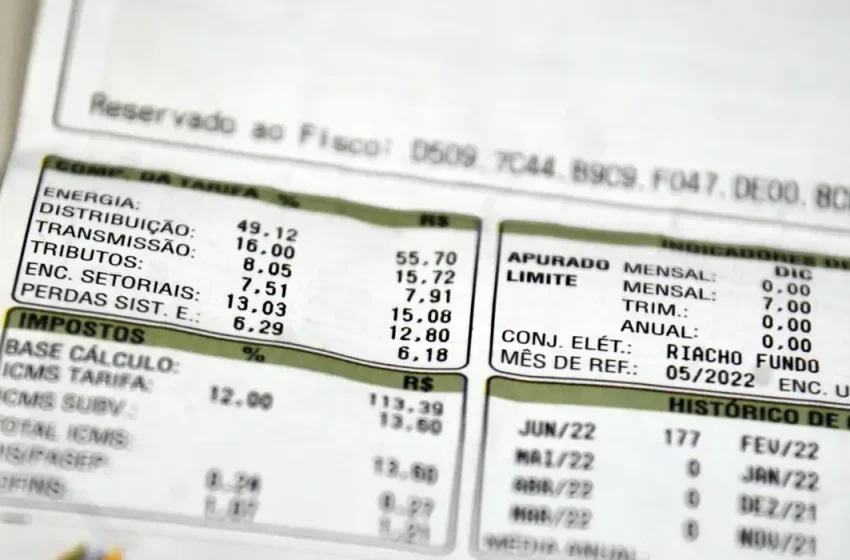 Reservado ao Fisco: D509.7C44.B9C9.F047.DE00.8C
COMP. DA TARIFA % R$
ENERGIA: 49.12 55.70
DISTRIBUIÇÃO: 16.00 15.72
TRANSMISSÃO: 8.05 7.91
TRIBUTOS: 7.51 15.08
ENC. SETORIAIS: 13.03 12.80
PERDAS SIST. E.: 6.29 6.18
IMPOSTOS % R$
BASE CÁLCULO: 113.39
ICMS TARIFA: 12.00 13.60
ICMS SUBV.:
TOTAL ICMS: 13.60
INDICADORES DE
DIC
APURADO MENSAL: 0.00
LIMITE MENSAL: 7.00
TRIM.: 0.00
ANUAL: 0.00
CONJ. ELÉT.: RIACHO FUNDO
MÊS DE REF.: 05/2022 ENC. U
HISTÓRICO DE
JUN/22 177 FEV/22
MAI/22 0 JAN/22
ABR/22 0 DEZ/21
MAR/22 0 NOV/21
MEDIA ANUAL: